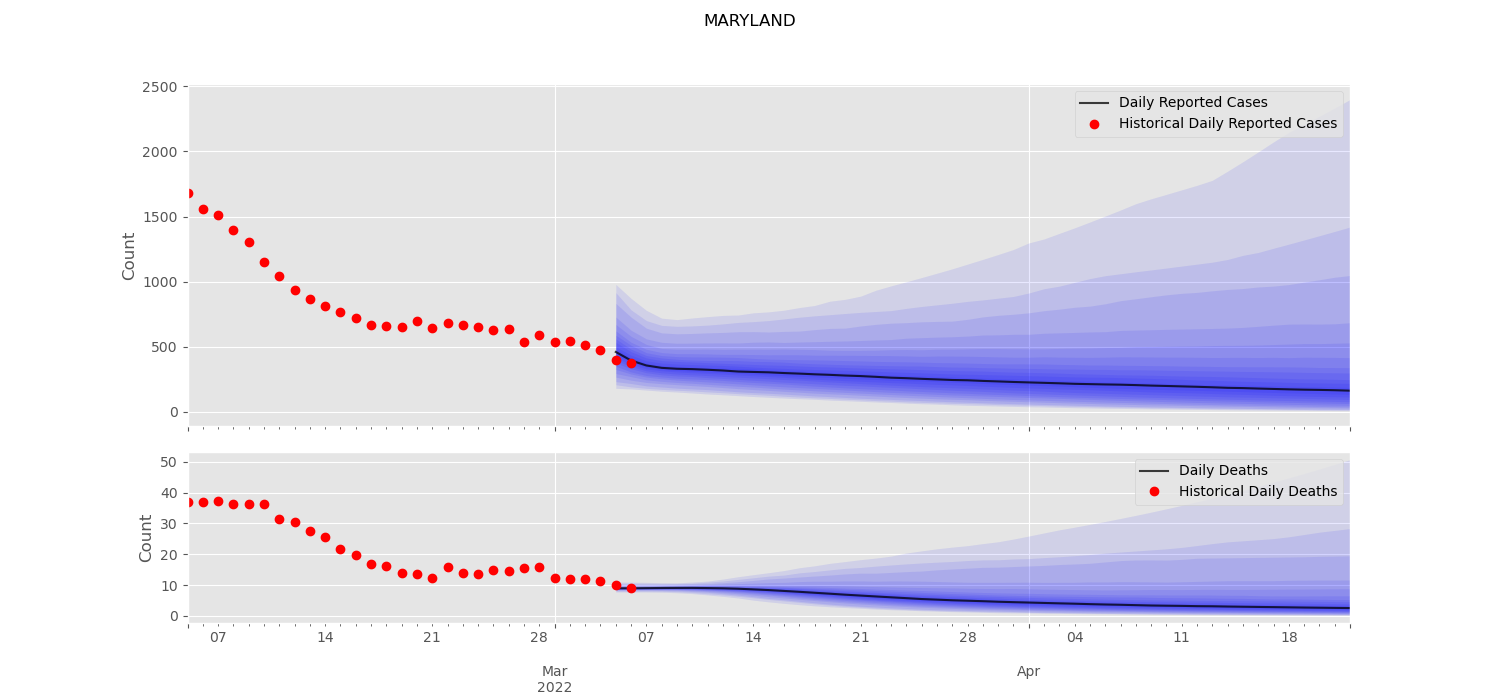 MARYLAND
2500
2000
1500
1000
500
0
Count
Daily Reported Cases
Historical Daily Reported Cases
50
40
30
20
10
0
Count
Daily Deaths
Historical Daily Deaths
07 14 21 28 07 14 21 28 04 11 18
Mar Apr
2022